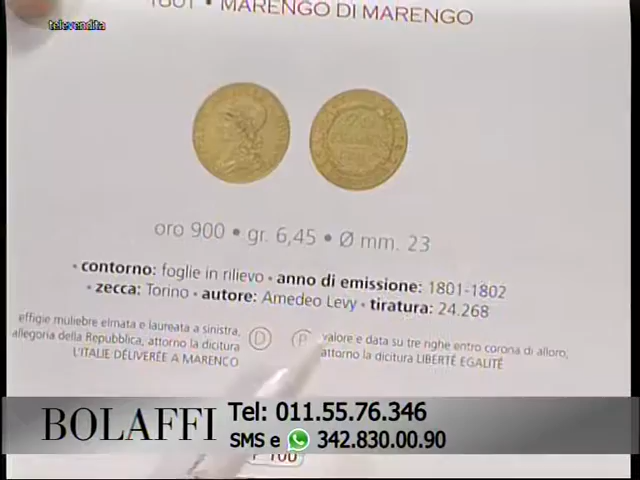 televendita
1801 • MARENGO DI MARENGO
oro 900 • gr. 6,45 • Ø mm. 23
• contorno: foglie in rilievo • anno di emissione: 1801-1802
• zecca: Torino • autore: Amedeo Levy • tiratura: 24.268
effigie muliebre elmata e laureata a sinistra,
allegoria della Repubblica, attorno la dicitura
L'ITALIE DÉLIVERÉE A MARENGO
D
valore e data su tre righe entro corona di alloro,
attorno la dicitura LIBERTÉ EGALITÉ
BOLAFFI
Tel: 011.55.76.346
SMS e 342.830.00.90